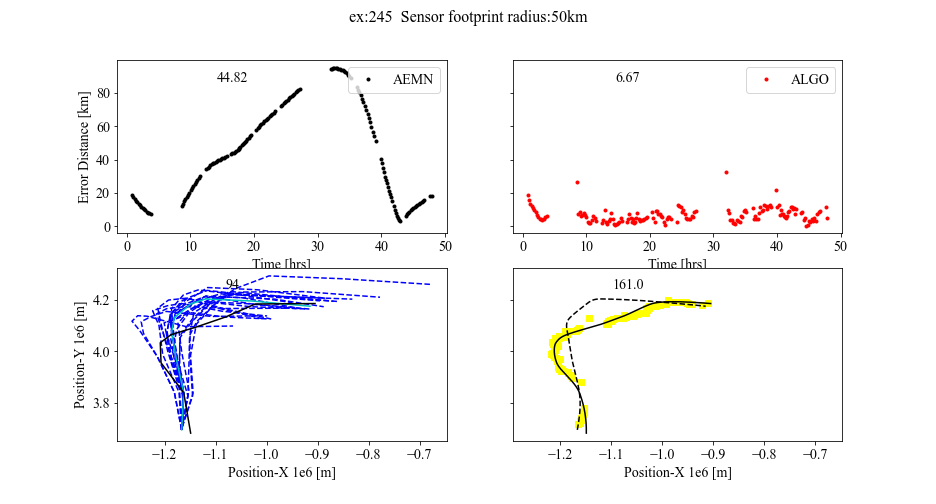 ex:245 Sensor footprint radius:50km
44.82
AEMN
6.67
ALGO
Error Distance [km]
80
60
40
20
0
0 10 20 30 40 50
0 10 20 30 40 50
Time [hrs]
Time [hrs]
94
161.0
Position-Y 1e6 [m]
4.2
4.0
3.8
−1.2 −1.1 −1.0 −0.9 −0.8 −0.7
−1.2 −1.1 −1.0 −0.9 −0.8 −0.7
Position-X 1e6 [m]
Position-X 1e6 [m]